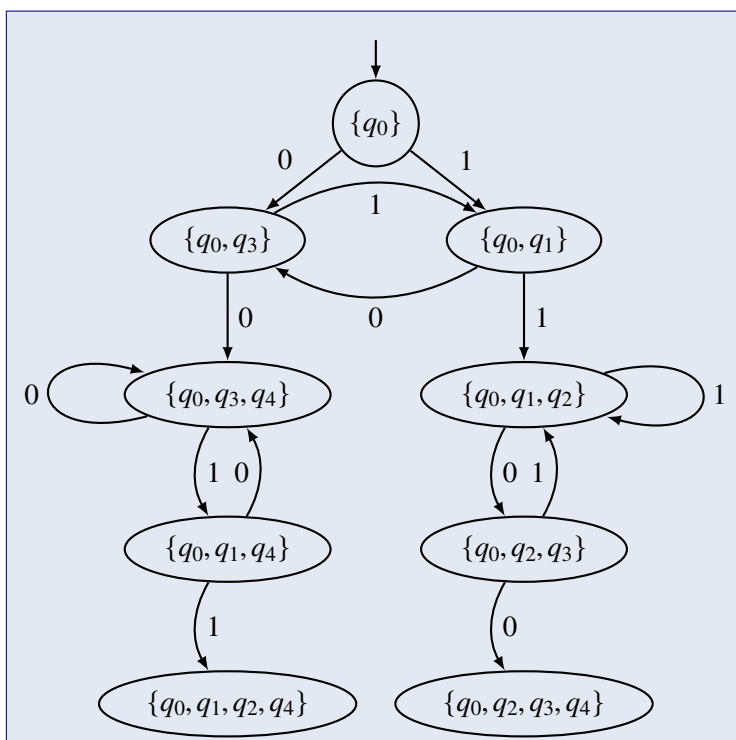 {q₀}
0 1
1
{q₀, q₃} {q₀, q₁}
0
0 1
0 {q₀, q₃, q₄} {q₀, q₁, q₂} 1
1 0 0 1
{q₀, q₁, q₄} {q₀, q₂, q₃}
1 0
{q₀, q₁, q₂, q₄} {q₀, q₂, q₃, q₄}